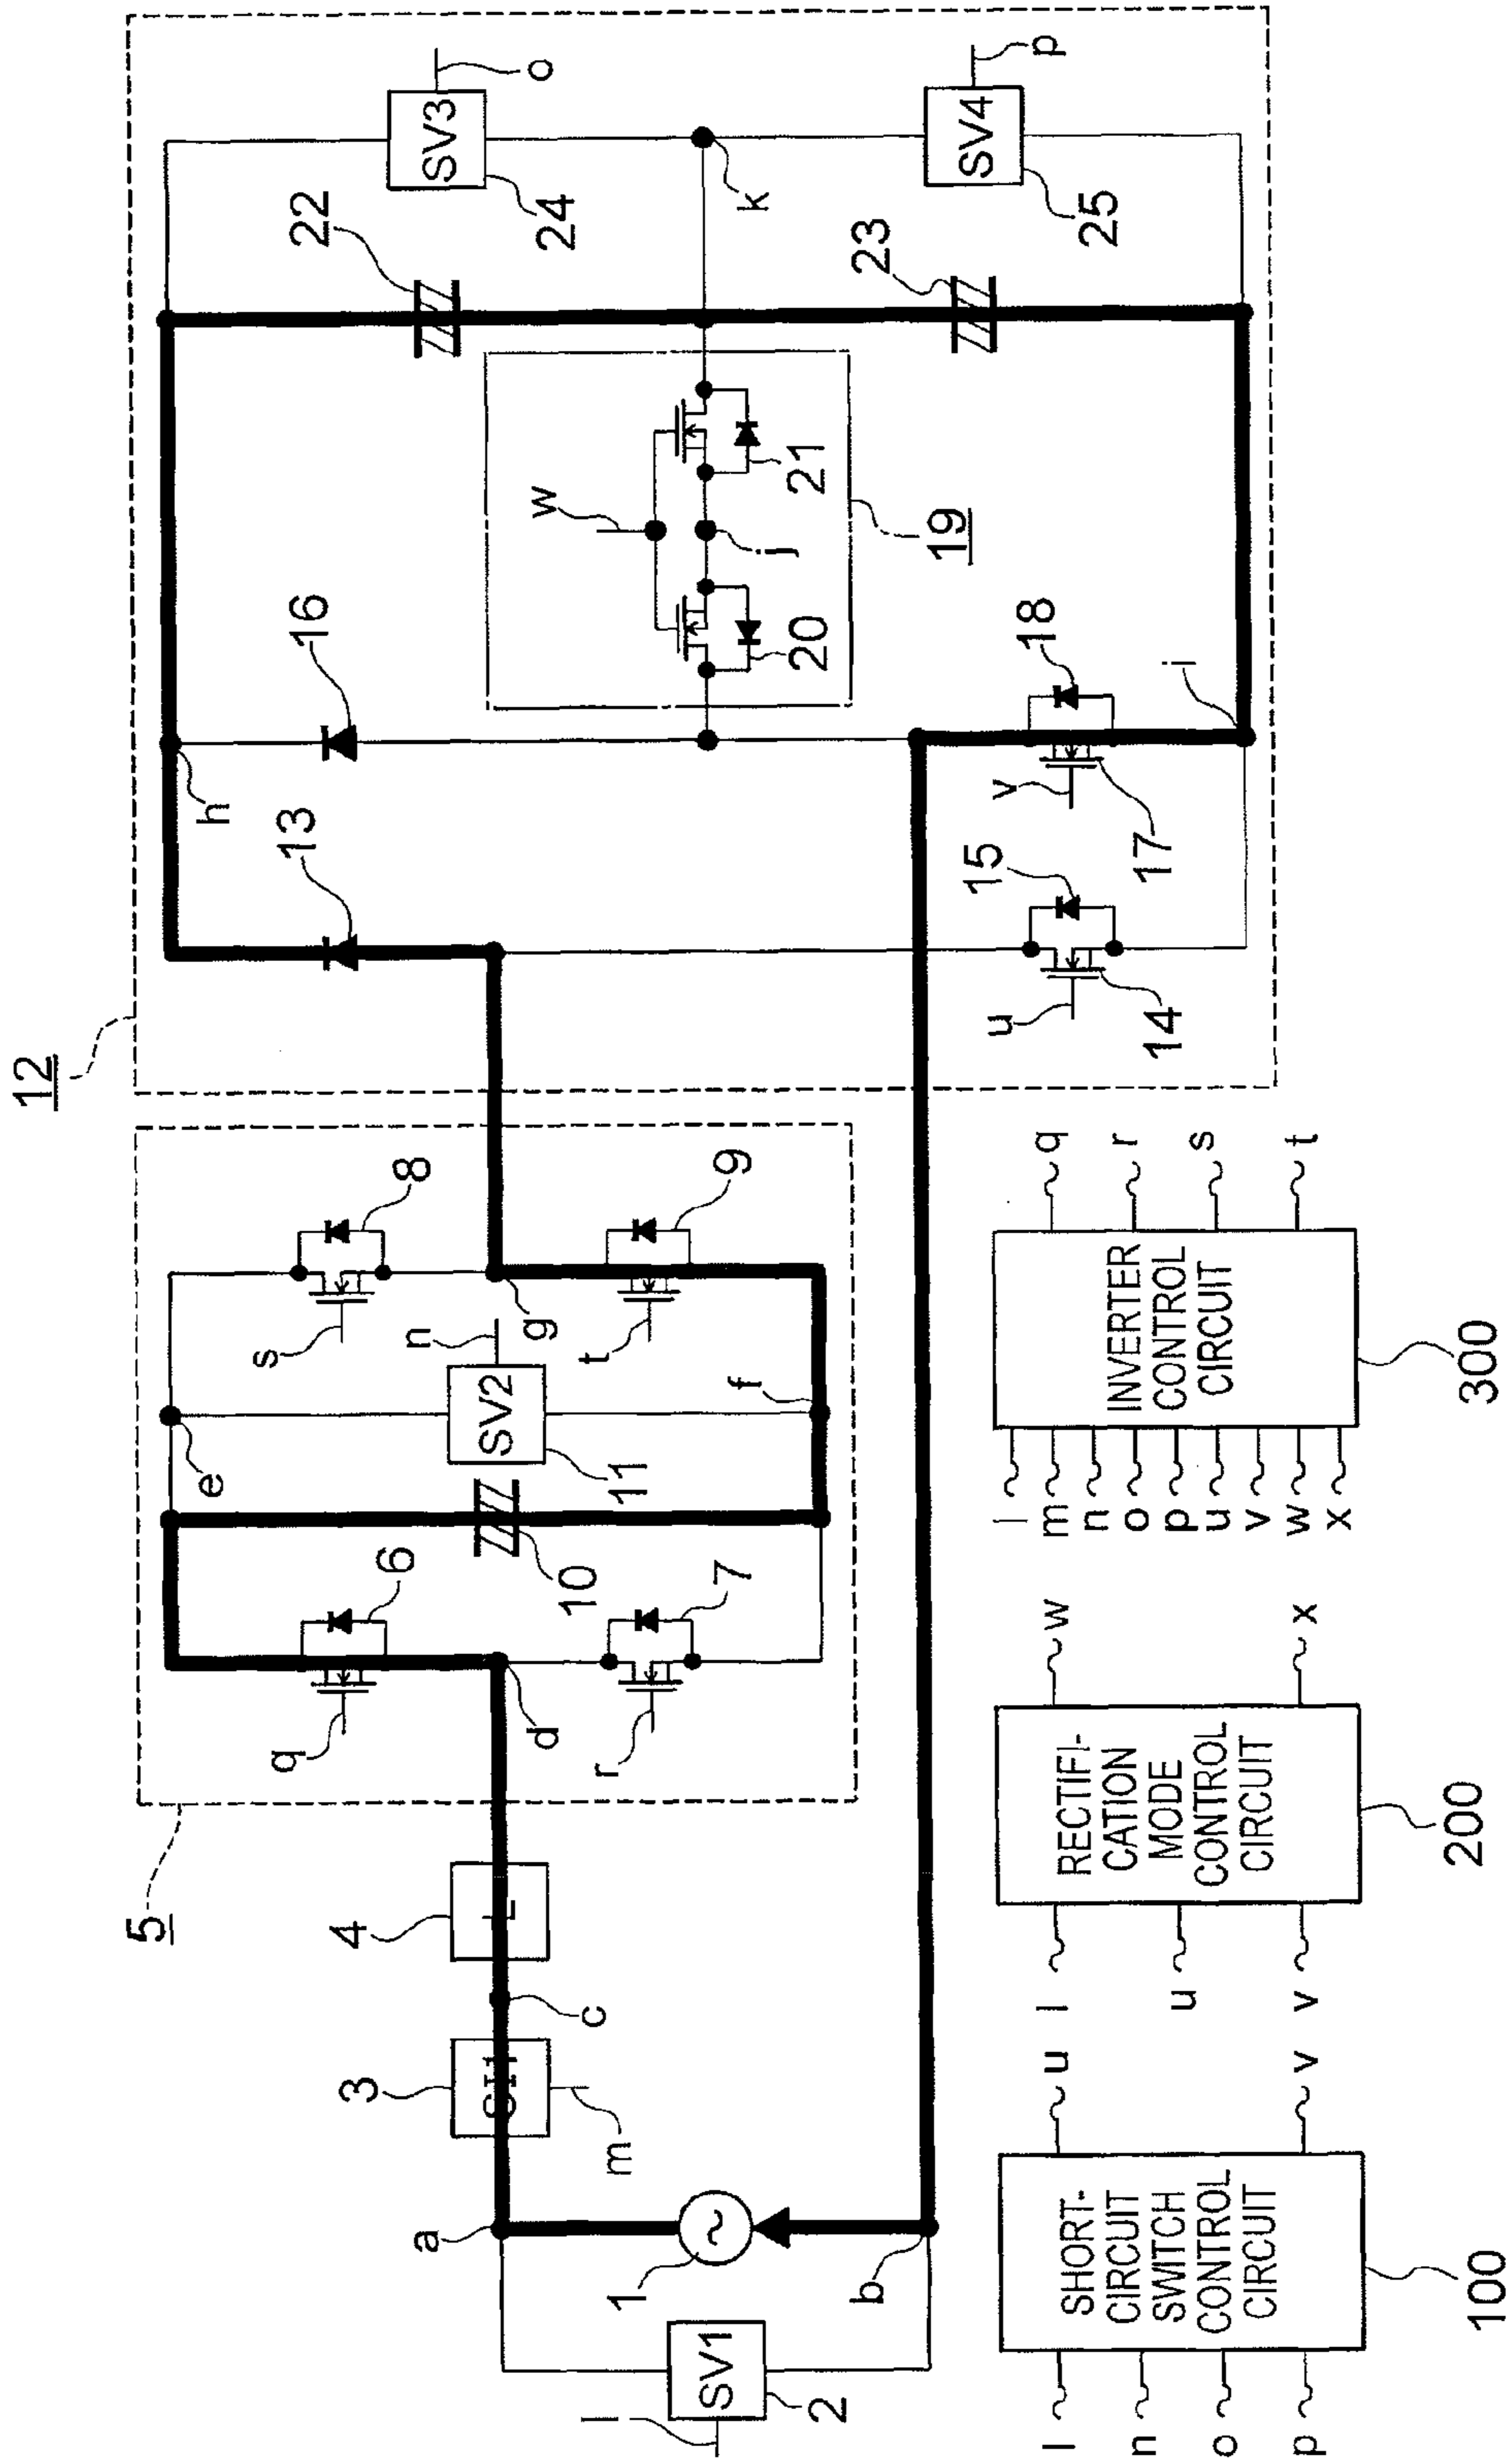 12
5
a
SV1
l
2
1
b
3
m
c
4
L
d
q
6
r
7
10
e
SV2
11
n
f
s
8
t
9
g
13
h
16
u
14
15
v
17
18
i
w
20
j
21
19
22
23
k
SV3
24
o
SV4
25
p
l
n
o
p
SHORT-
CIRCUIT
SWITCH
CONTROL
CIRCUIT
u
v
100
l
u
v
RECTIFI-
CATION
MODE
CONTROL
CIRCUIT
w
x
200
l
m
n
o
p
u
v
w
x
INVERTER
CONTROL
CIRCUIT
q
r
s
t
300